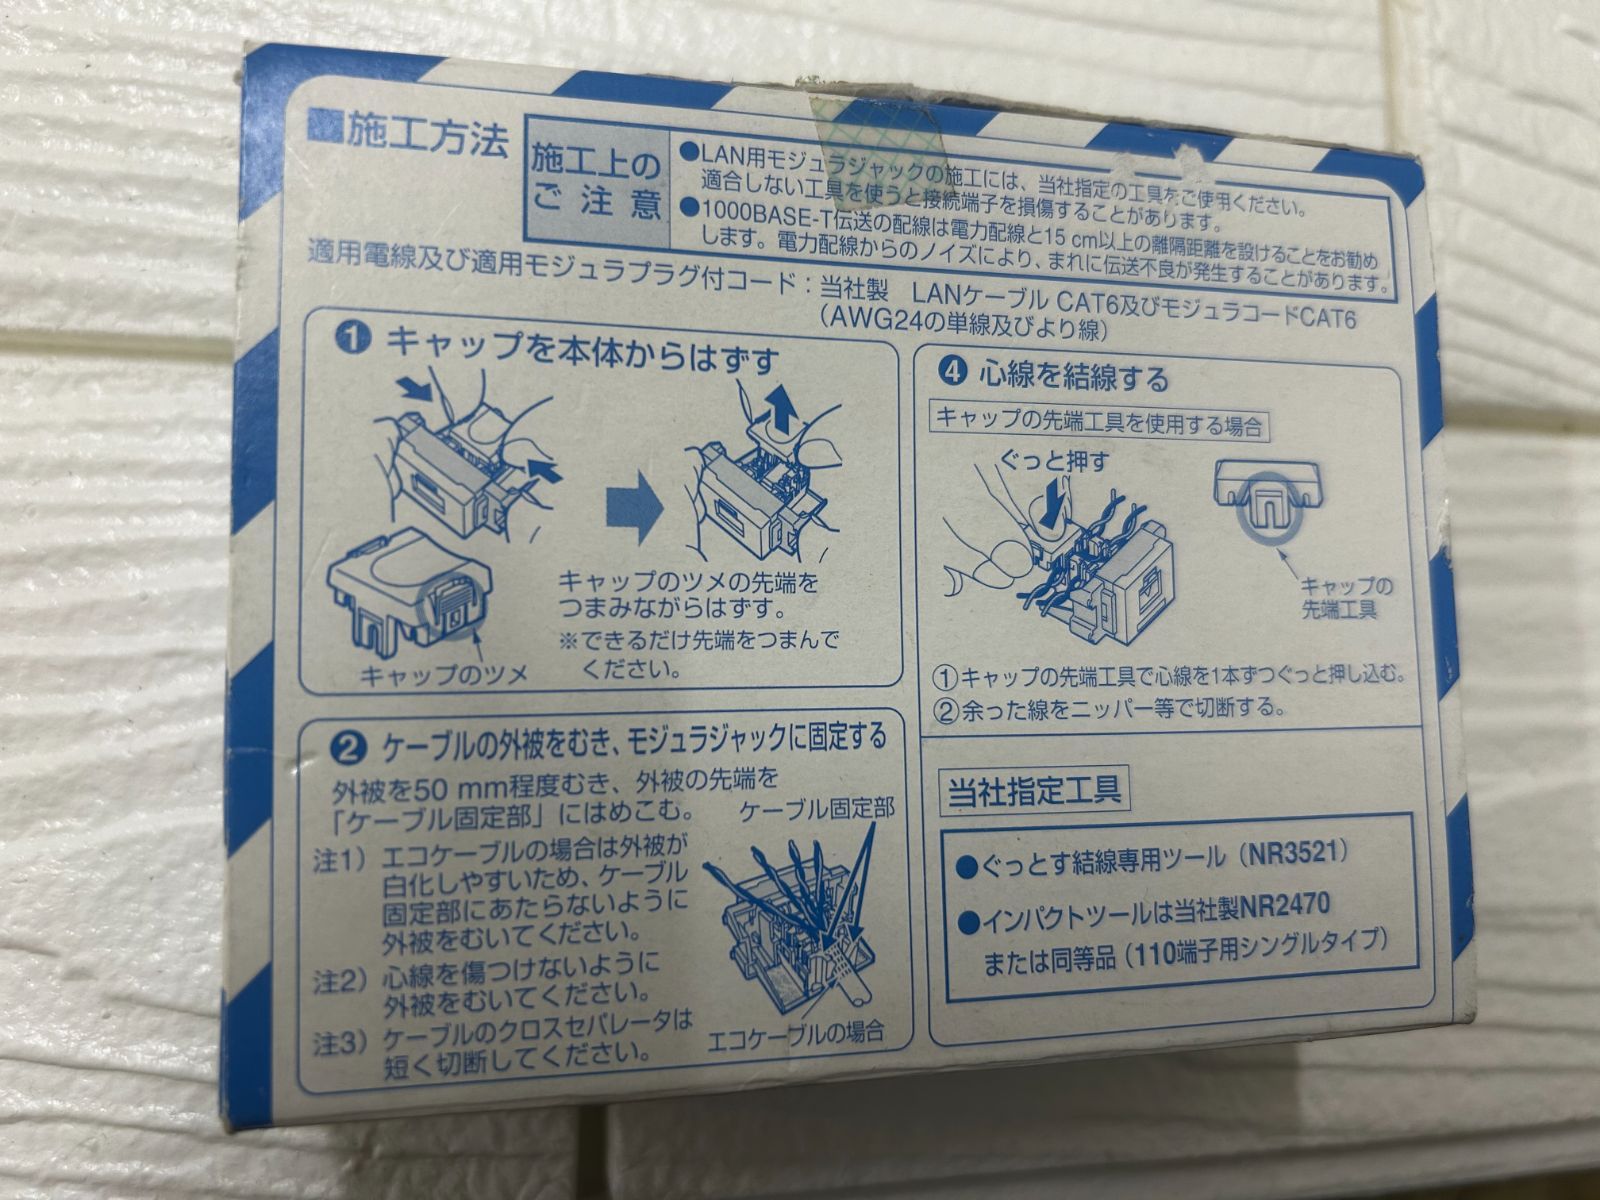 ■施工方法
施工上の
ご注意
●LAN用モジュラジャックの施工には、当社指定の工具をご使用ください。
適合しない工具を使うと接続端子を損傷することがあります。
●1000BASE-T伝送の配線は電力配線と15 cm以上の離隔距離を設けることをお勧め
します。電力配線からのノイズにより、まれに伝送不良が発生することがあります。
適用電線及び適用モジュラプラグ付コード：当社製 LANケーブル CAT6及びモジュラコードCAT6
（AWG24の単線及びより線）
❶ キャップを本体からはずす
キャップのツメの先端を
つまみながらはずす。
※できるだけ先端をつまんで
ください。
キャップのツメ
❷ ケーブルの外被をむき、モジュラジャックに固定する
外被を50 mm程度むき、外被の先端を
「ケーブル固定部」にはめこむ。
ケーブル固定部
注1）エコケーブルの場合は外被が
白化しやすいため、ケーブル
固定部にあたらないように
外被をむいてください。
注2）心線を傷つけないように
外被をむいてください。
注3）ケーブルのクロスセパレータは
短く切断してください。
エコケーブルの場合
❹ 心線を結線する
キャップの先端工具を使用する場合
ぐっと押す
キャップの
先端工具
①キャップの先端工具で心線を1本ずつぐっと押し込む。
②余った線をニッパー等で切断する。
当社指定工具
●ぐっとす結線専用ツール（NR3521）
●インパクトツールは当社製NR2470
または同等品（110端子用シングルタイプ）